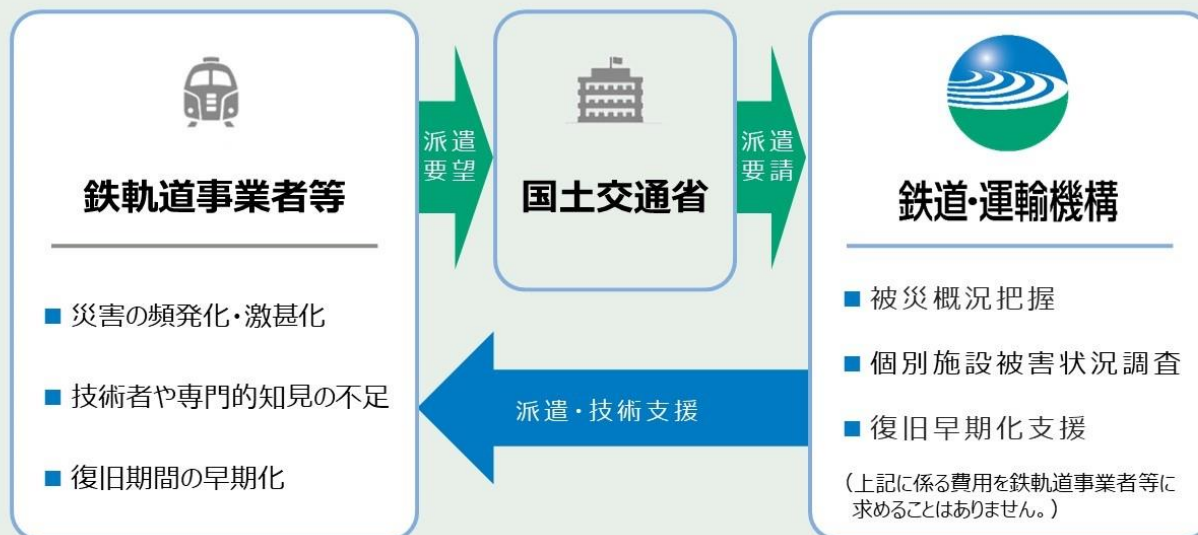 鉄軌道事業者等
■ 災害の頻発化・激甚化
■ 技術者や専門的知見の不足
■ 復旧期間の早期化
派遣
要望
国土交通省
派遣
要請
鉄道・運輸機構
■ 被災概況把握
■ 個別施設被害状況調査
■ 復旧早期化支援
（上記に係る費用を鉄軌道事業者等に
求めることはありません。）
派遣・技術支援